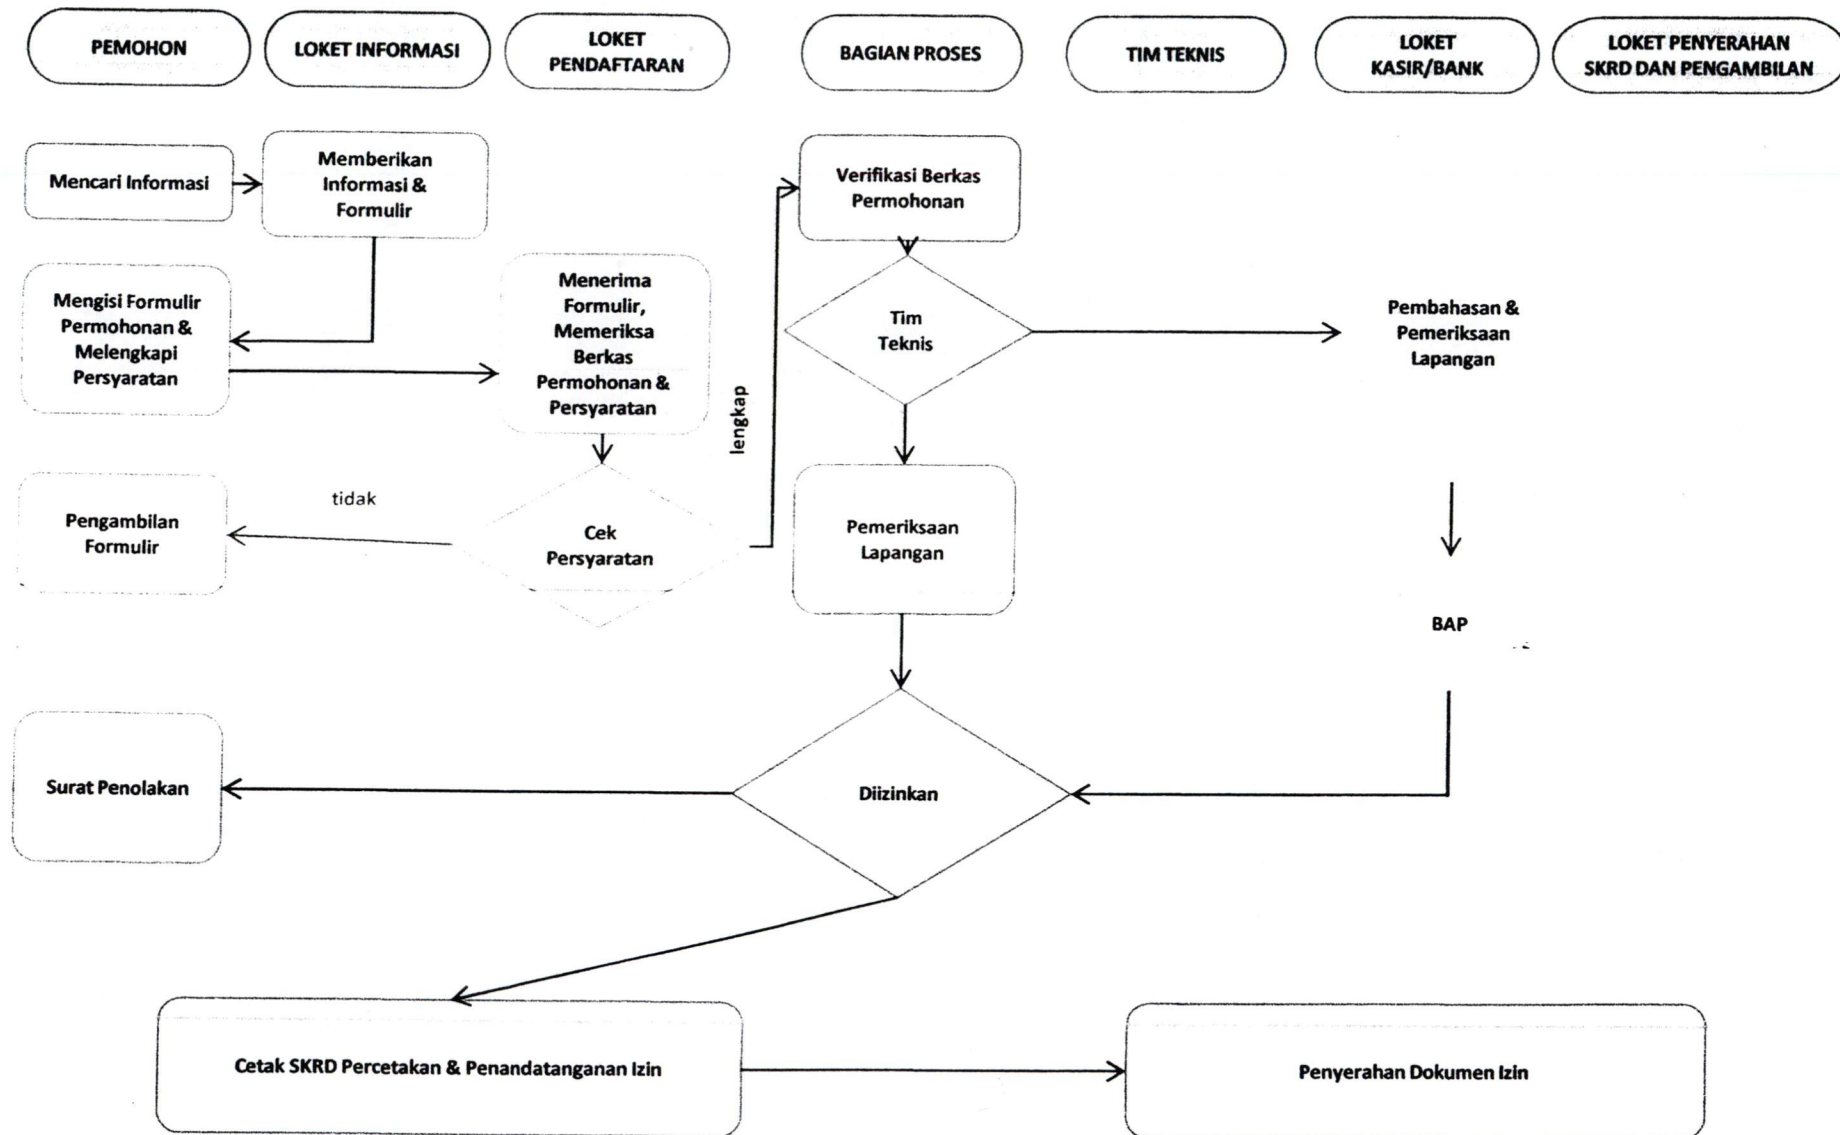 PEMOHON
LOKET INFORMASI
LOKET
PENDAFTARAN
BAGIAN PROSES
TIM TEKNIS
LOKET
KASIR/BANK
LOKET PENYERAHAN
SKRD DAN PENGAMBILAN
Mencari Informasi
Memberikan
Informasi &
Formulir
Verifikasi Berkas
Permohonan
Mengisi Formulir
Permohonan &
Melengkapi
Persyaratan
Menerima
Formulir,
Memeriksa
Berkas
Permohonan &
Persyaratan
lengkap
Tim
Teknis
Pembahasan &
Pemeriksaan
Lapangan
Pengambilan
Formulir
tidak
Cek
Persyaratan
Pemeriksaan
Lapangan
BAP
Surat Penolakan
Diizinkan
Cetak SKRD Percetakan & Penandatanganan Izin
Penyerahan Dokumen Izin